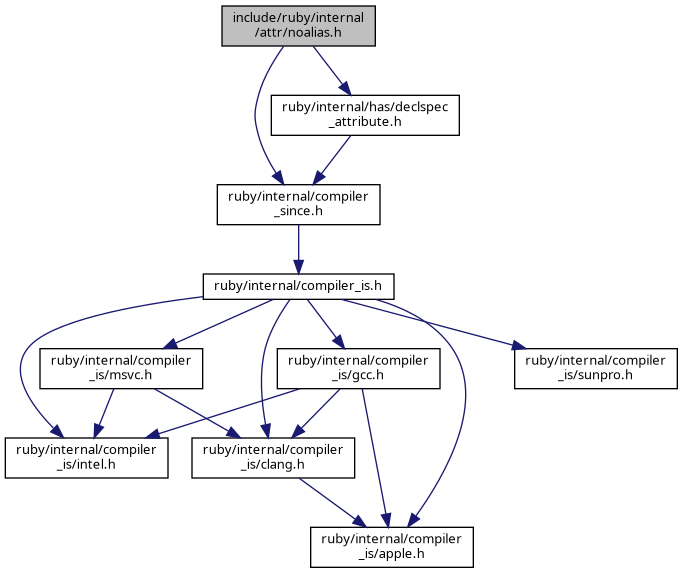 include/ruby/internal
/attr/noalias.h
ruby/internal/has/declspec
_attribute.h
ruby/internal/compiler
_since.h
ruby/internal/compiler_is.h
ruby/internal/compiler
_is/msvc.h
ruby/internal/compiler
_is/gcc.h
ruby/internal/compiler
_is/sunpro.h
ruby/internal/compiler
_is/intel.h
ruby/internal/compiler
_is/clang.h
ruby/internal/compiler
_is/apple.h